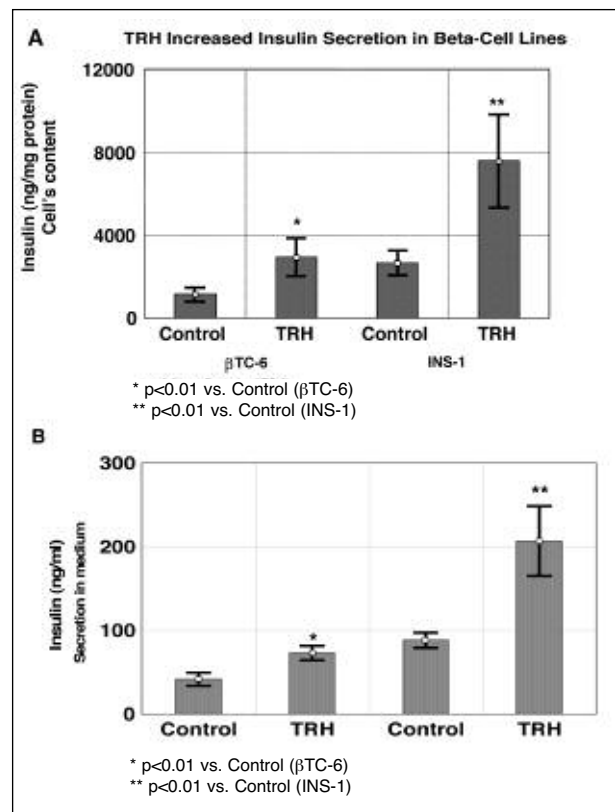 A
TRH Increased Insulin Secretion in Beta-Cell Lines
Insulin (ng/mg protein)
Cell's content
12000
8000
4000
0
*
**
Control TRH Control TRH
βTC-6 INS-1
* p<0.01 vs. Control (βTC-6)
** p<0.01 vs. Control (INS-1)
B
Insulin (ng/ml)
Secretion in medium
300
200
100
0
*
**
Control TRH Control TRH
* p<0.01 vs. Control (βTC-6)
** p<0.01 vs. Control (INS-1)